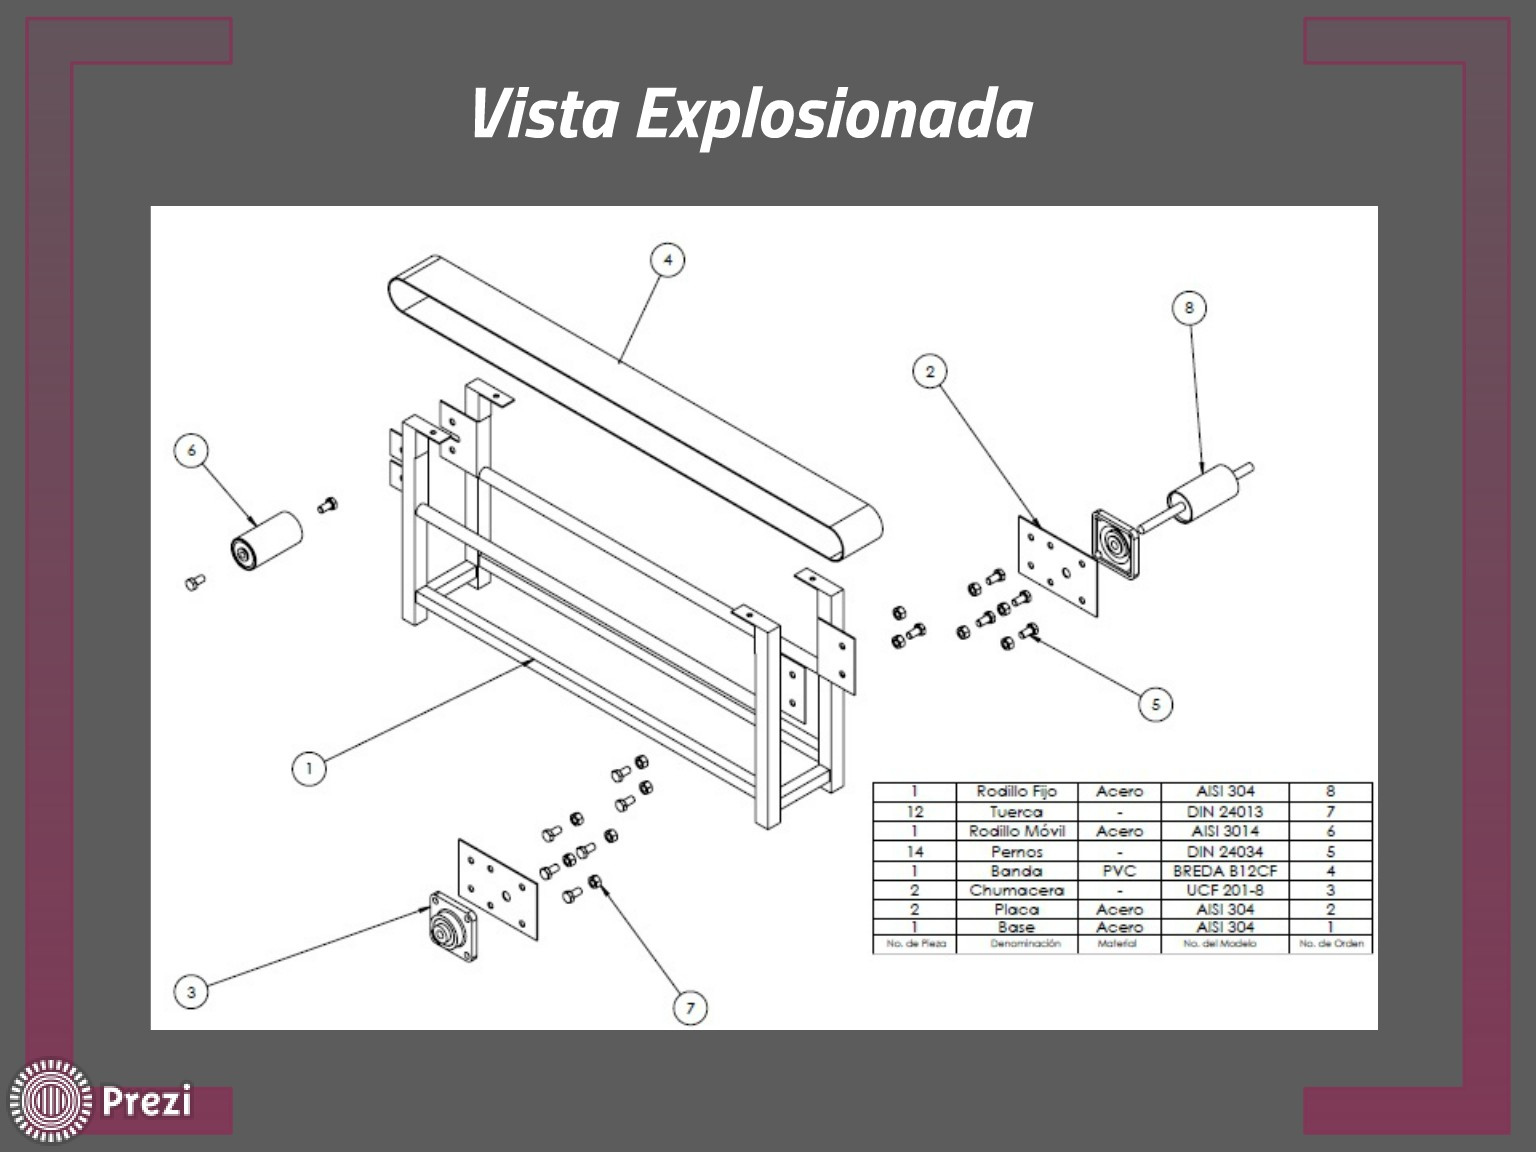 Vista Explosionada
4
8
2
6
5
1
3
7
1 Rodillo Fijo Acero AISI 304 8
12 Tuerca - DIN 24013 7
1 Rodillo Móvil Acero AISI 3014 6
14 Pernos - DIN 24034 5
1 Banda PVC BREDA B12CF 4
2 Chumacera - UCF 201-8 3
2 Placa Acero AISI 304 2
1 Base Acero AISI 304 1
No. de Pieza Denominación Material No. del Modelo No. de Orden
Prezi